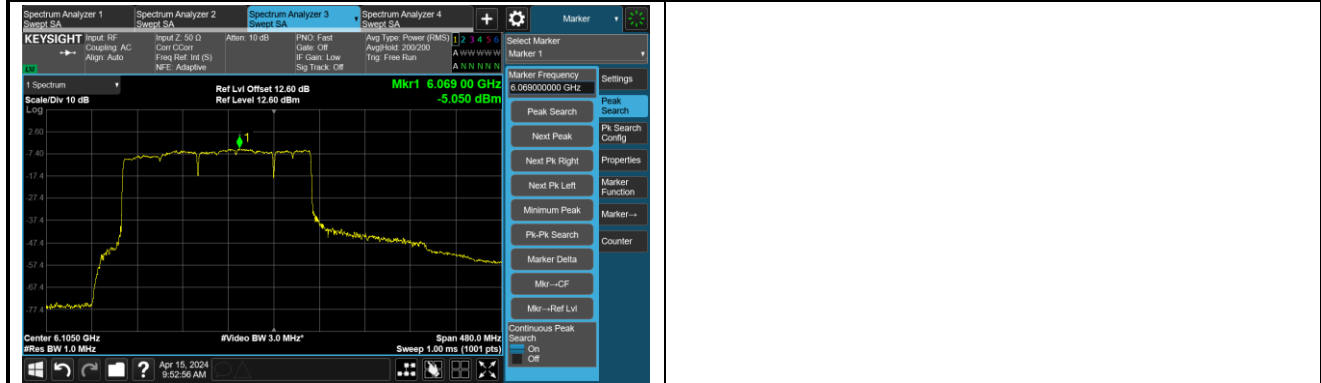 Spectrum Analyzer 1
Swept SA
Spectrum Analyzer 2
Swept SA
Spectrum Analyzer 3
Swept SA
Spectrum Analyzer 4
Swept SA
+
Marker
KEYSIGHT
Input: RF
Coupling: AC
Align: Auto
Input Z: 50 Ω
Corr CCorr
Freq Ref: Int (S)
NFE: Adaptive
Atten: 10 dB
PNO: Fast
Gate: Off
IF Gain: Low
Sig Track: Off
Avg Type: Power (RMS)
Avg|Hold: 200/200
Trig: Free Run
1 2 3 4 5 6
A W W W W W
A N N N N N
Select Marker
Marker 1
1 Spectrum
Scale/Div 10 dB
Log
Ref Lvl Offset 12.60 dB
Ref Level 12.60 dBm
Mkr1 6.069 00 GHz
-5.050 dBm
2.60
-7.40
-17.4
-27.4
-37.4
-47.4
-57.4
-67.4
-77.4
1
Center 6.1050 GHz
#Res BW 1.0 MHz
#Video BW 3.0 MHz*
Span 480.0 MHz
Sweep 1.00 ms (1001 pts)
Marker Frequency
6.069000000 GHz
Peak Search
Next Peak
Next Pk Right
Next Pk Left
Minimum Peak
Pk-Pk Search
Marker Delta
Mkr→CF
Mkr→Ref Lvl
Continuous Peak
Search
On
Off
Settings
Peak
Search
Pk Search
Config
Properties
Marker
Function
Marker→
Counter
?
Apr 15, 2024
9:52:56 AM